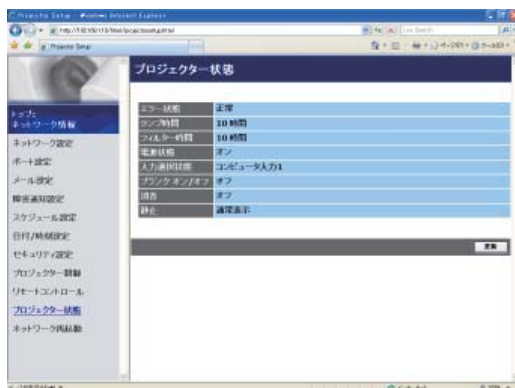 Projector Setup - Windows Internet Explorer
Live Search
Projector Setup
プロジェクター状態
トップ:
ネットワーク情報
ネットワーク設定
ポート設定
メール設定
障害通知設定
スケジュール設定
日付/時刻設定
セキュリティ設定
プロジェクター制御
リモートコントロール
プロジェクター状態
ネットワーク再起動
エラー状態 正常
ランプ時間 10 時間
フィルター時間 10 時間
電源状態 オン
入力選択状態 コンピュータ入力1
ブランク オン/オフ オフ
消音 オフ
静止 通常表示
更新